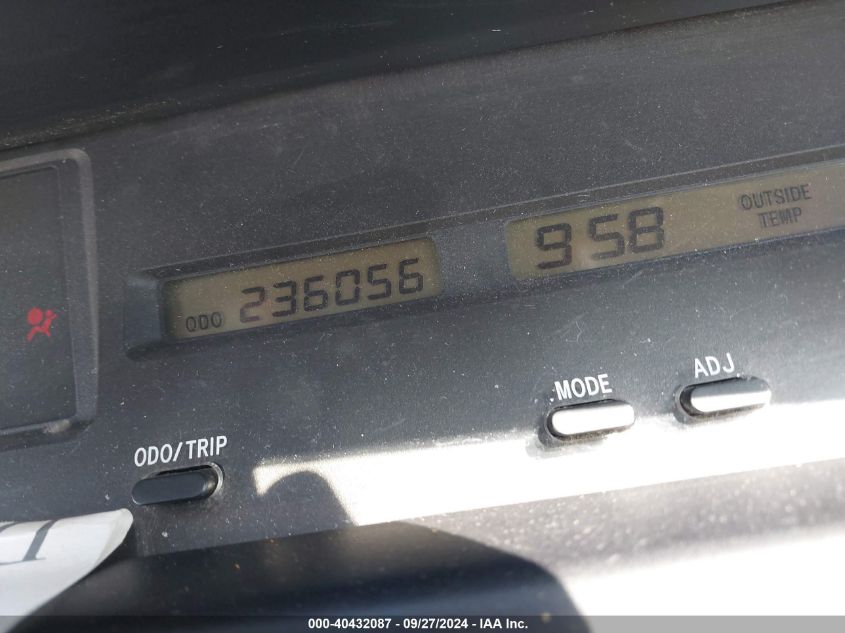 OUTSIDE
TEMP
958
ODO 236056
ADJ
MODE
ODO/TRIP
000-40432087 - 09/27/2024 - IAA Inc.